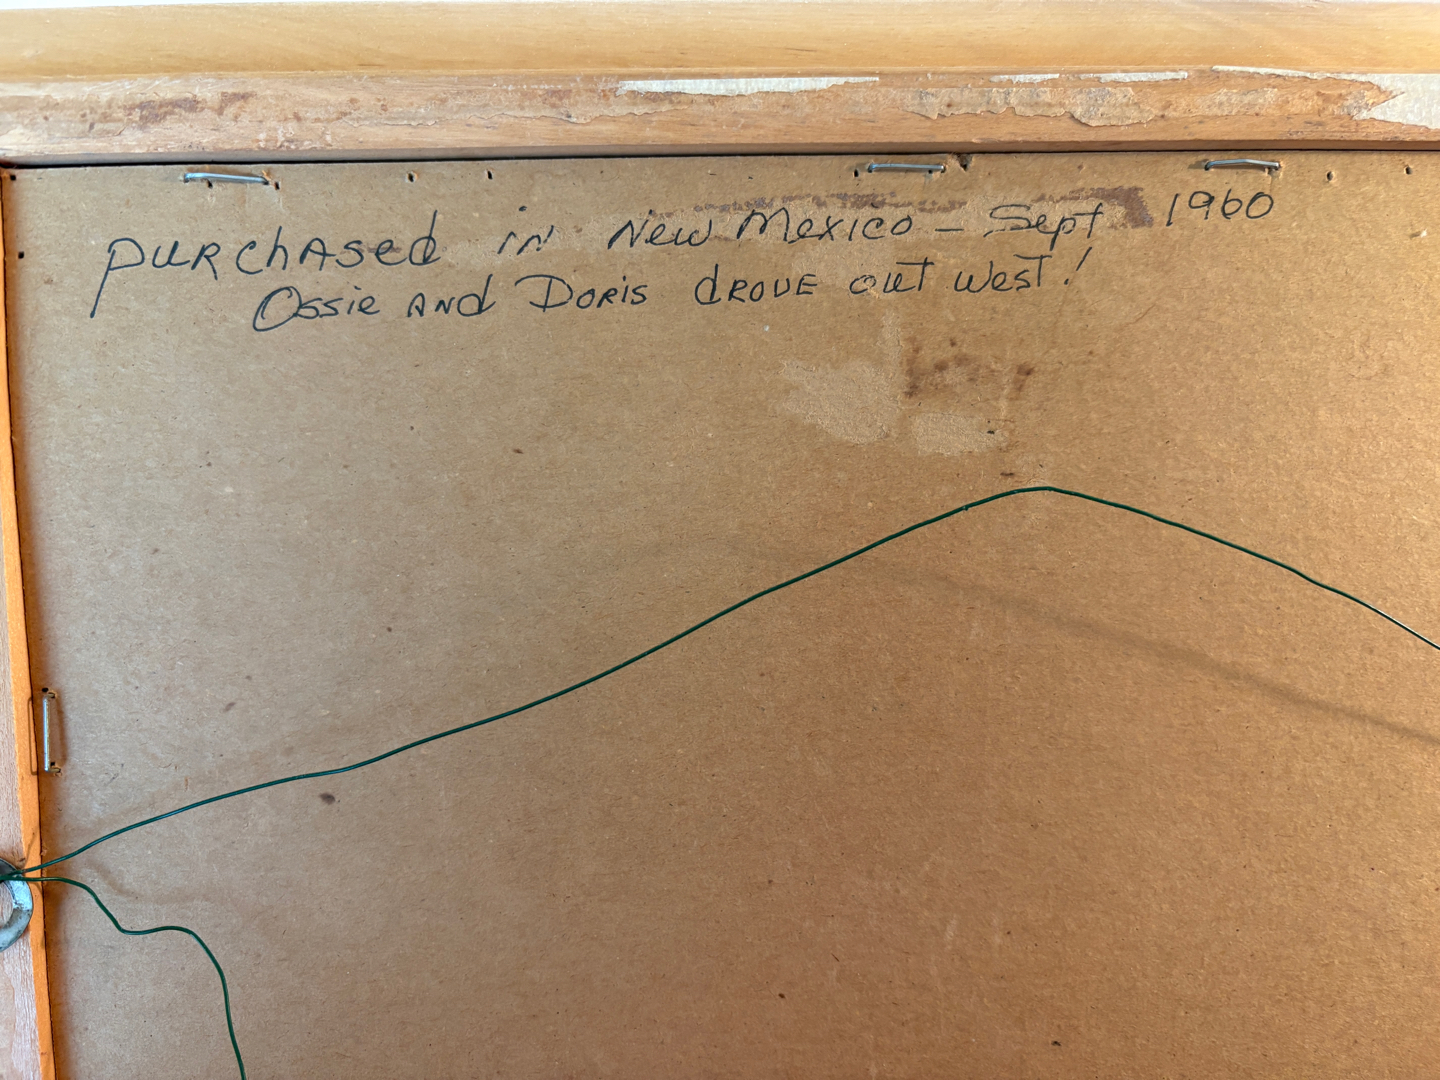 purchased in New Mexico - Sept 1960
Ossie and Doris drove out west!